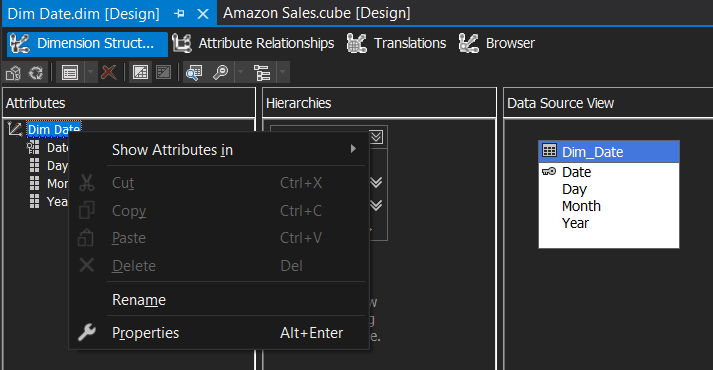 Dim Date.dim [Design]
Amazon Sales.cube [Design]
Dimension Struct...
Attribute Relationships
Translations
Browser
Attributes
Hierarchies
Data Source View
Dim Date
Date
Day
Mon
Yea
Show Attributes in
Cut Ctrl+X
Copy Ctrl+C
Paste Ctrl+V
Delete Del
Rename
Properties Alt+Enter
Dim_Date
Date
Day
Month
Year